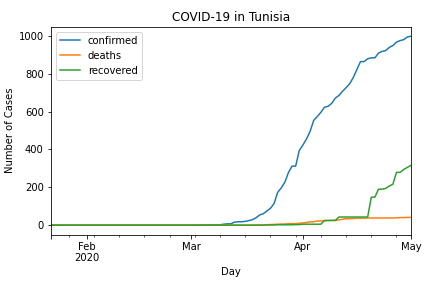 COVID-19 in Tunisia
confirmed
deaths
recovered
Number of Cases
1000
800
600
400
200
0
Feb
2020
Mar
Apr
May
Day